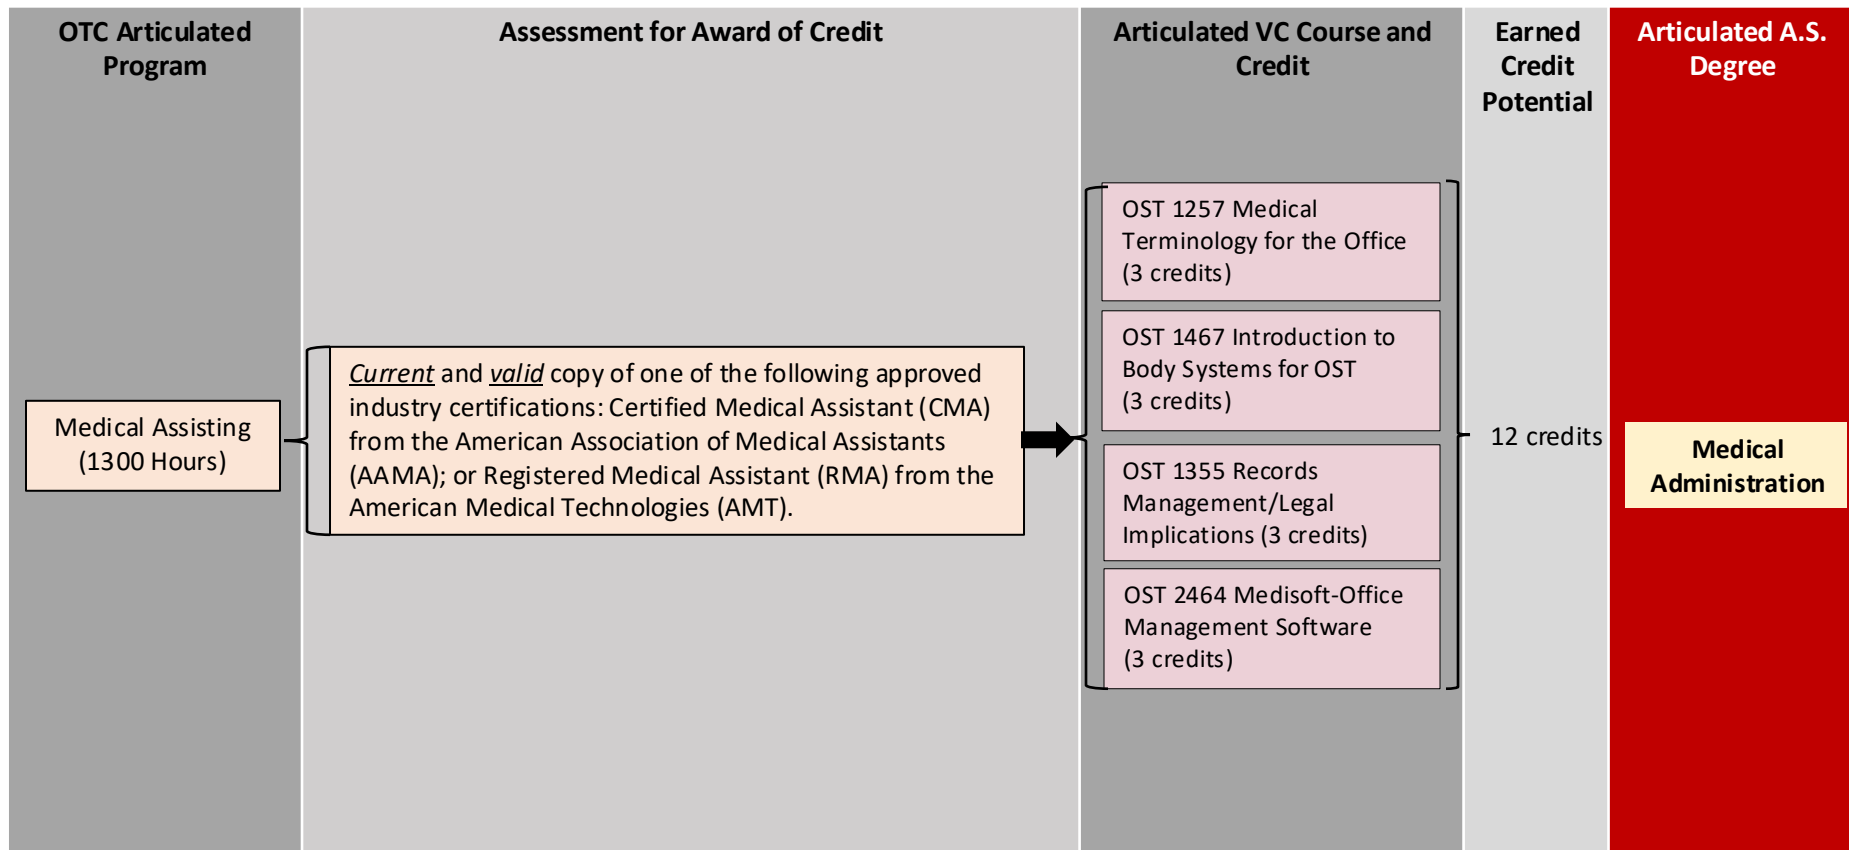 OTC Articulated
Program
Assessment for Award of Credit
Articulated VC Course and
Credit
Earned
Credit
Potential
Articulated A.S.
Degree
Medical Assisting
(1300 Hours)
Current and valid copy of one of the following approved
industry certifications: Certified Medical Assistant (CMA)
from the American Association of Medical Assistants
(AAMA); or Registered Medical Assistant (RMA) from the
American Medical Technologies (AMT).
OST 1257 Medical
Terminology for the Office
(3 credits)
OST 1467 Introduction to
Body Systems for OST
(3 credits)
OST 1355 Records
Management/Legal
Implications (3 credits)
OST 2464 Medisoft-Office
Management Software
(3 credits)
12 credits
Medical
Administration